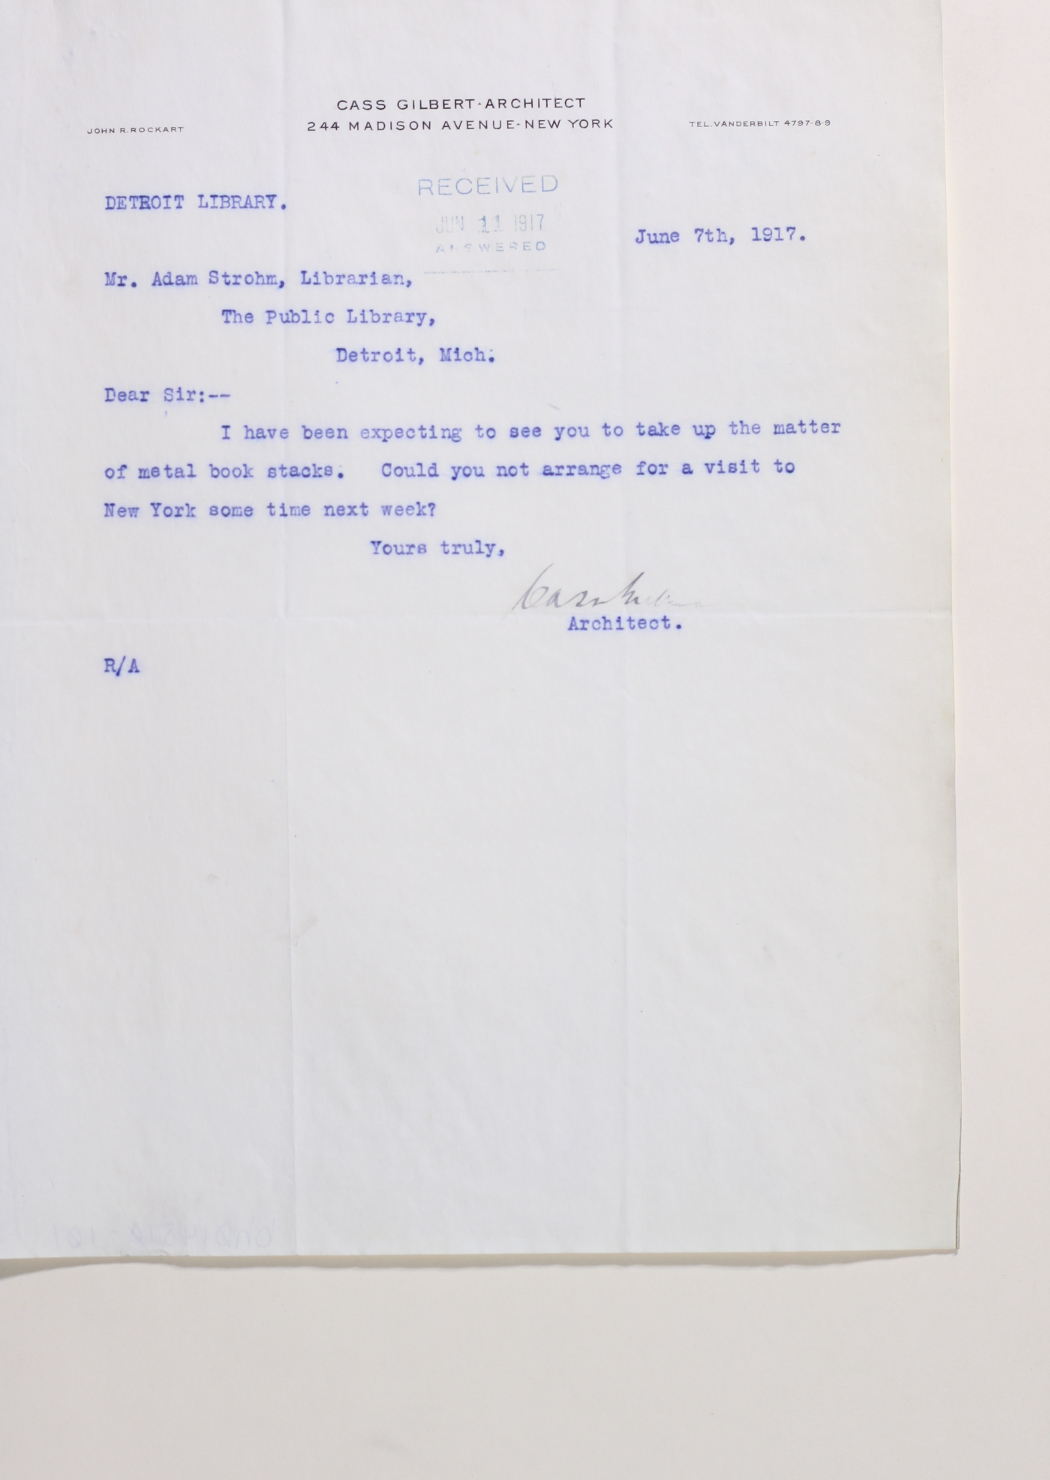 CASS GILBERT·ARCHITECT
244 MADISON AVENUE·NEW YORK
JOHN R. ROCKART
TEL. VANDERBILT 4797-8-9
RECEIVED
JUN 11 1917
ANSWERED
DETROIT LIBRARY.
June 7th, 1917.
Mr. Adam Strohm, Librarian,
The Public Library,
Detroit, Mich.
Dear Sir:--
I have been expecting to see you to take up the matter
of metal book stacks. Could you not arrange for a visit to
New York some time next week?
Yours truly,
Cass Gilbert
Architect.
R/A